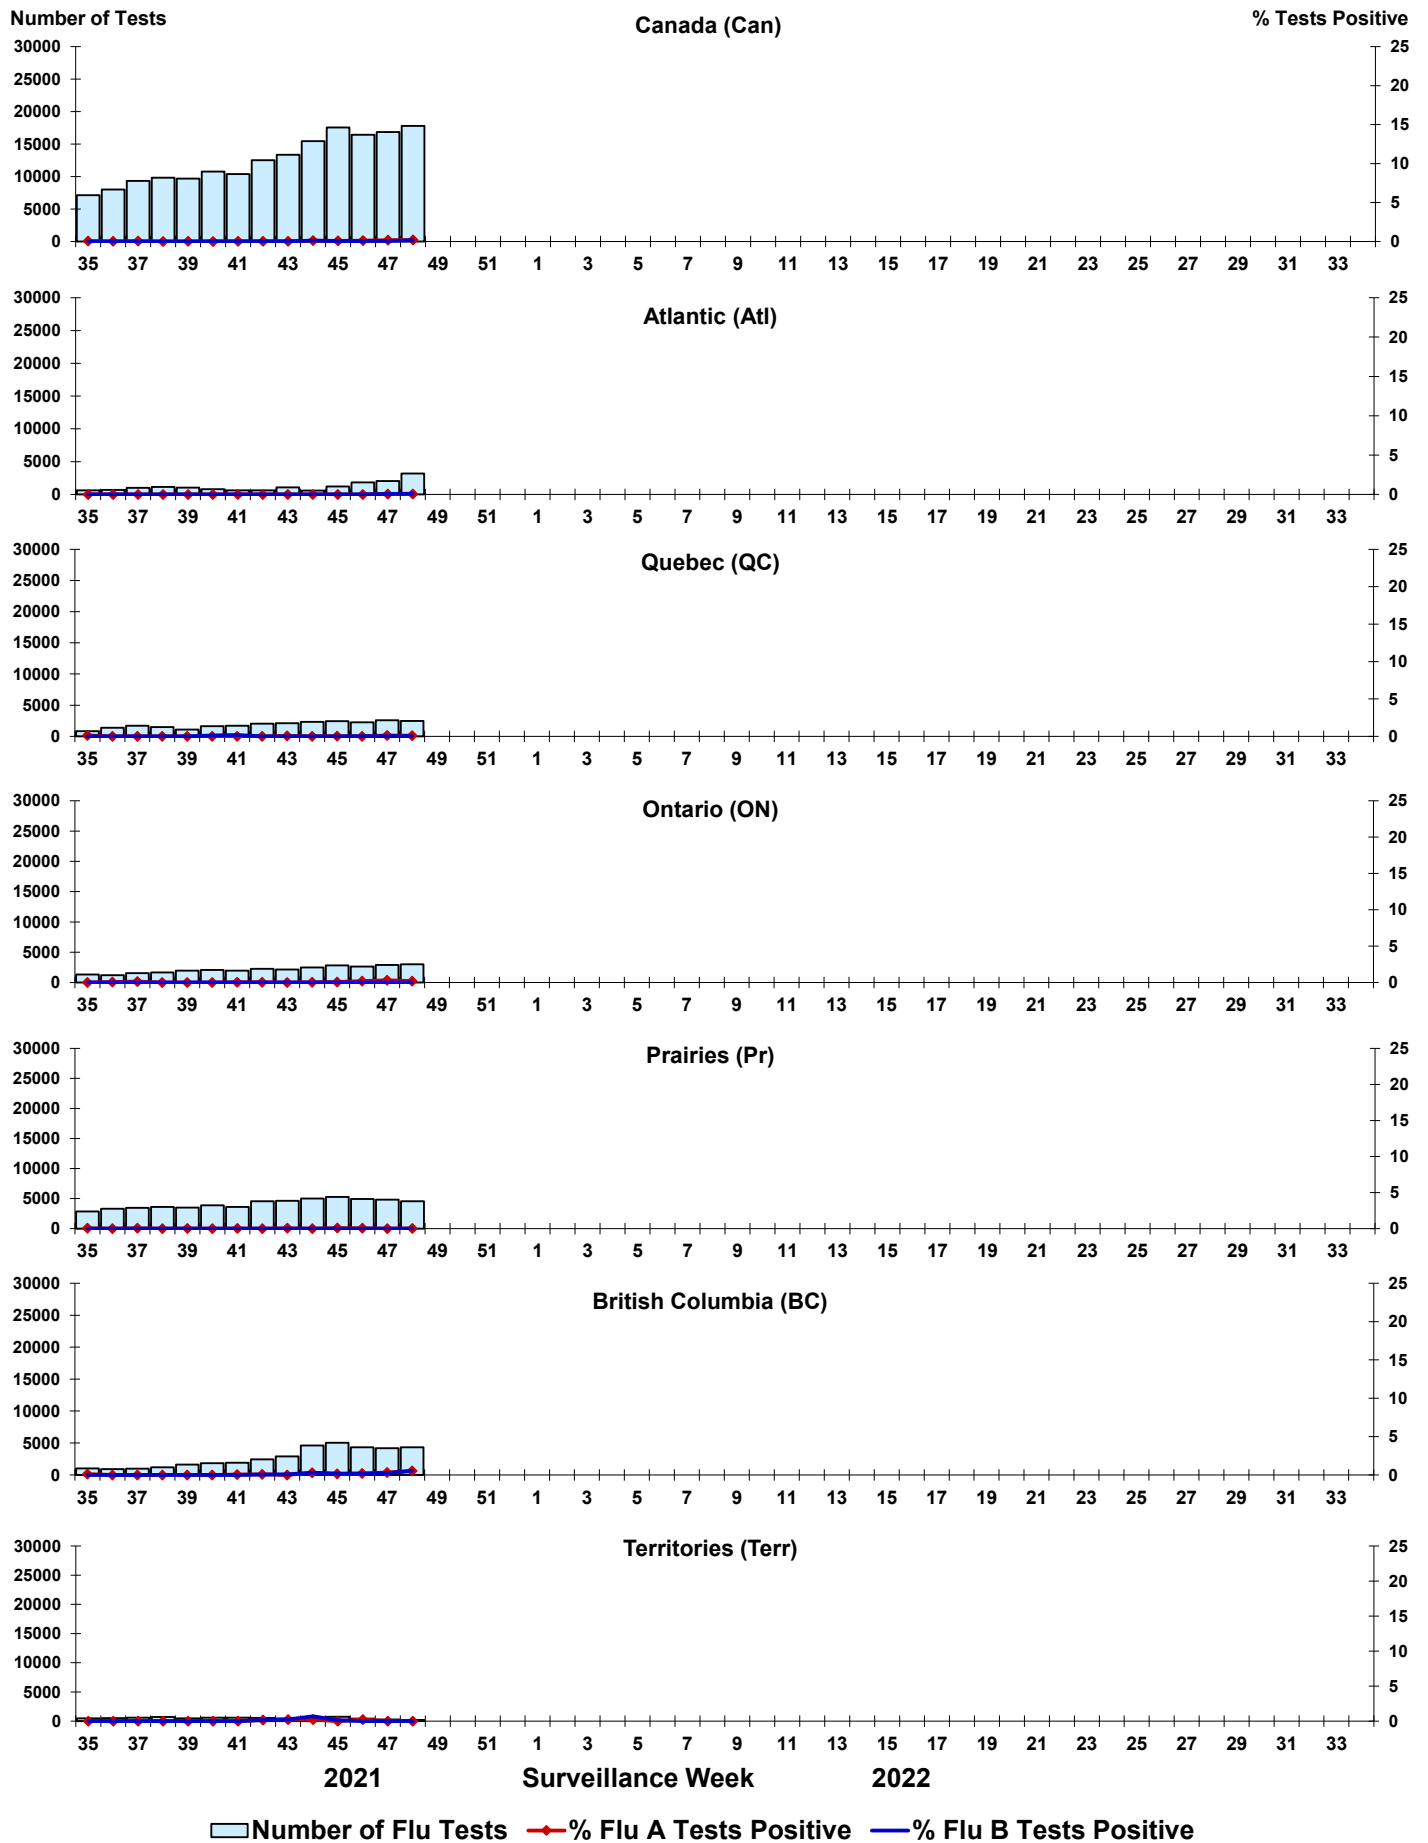 Number of Tests
Canada (Can)
% Tests Positive
30000 25
25000 20
20000
15000 15
10000 10
5000 5
0 0
35 37 39 41 43 45 47 49 51 1 3 5 7 9 11 13 15 17 19 21 23 25 27 29 31 33
Atlantic (Atl)
30000 25
25000 20
20000
15000 15
10000 10
5000 5
0 0
35 37 39 41 43 45 47 49 51 1 3 5 7 9 11 13 15 17 19 21 23 25 27 29 31 33
Quebec (QC)
30000 25
25000 20
20000
15000 15
10000 10
5000 5
0 0
35 37 39 41 43 45 47 49 51 1 3 5 7 9 11 13 15 17 19 21 23 25 27 29 31 33
Ontario (ON)
30000 25
25000 20
20000
15000 15
10000 10
5000 5
0 0
35 37 39 41 43 45 47 49 51 1 3 5 7 9 11 13 15 17 19 21 23 25 27 29 31 33
Prairies (Pr)
30000 25
25000 20
20000
15000 15
10000 10
5000 5
0 0
35 37 39 41 43 45 47 49 51 1 3 5 7 9 11 13 15 17 19 21 23 25 27 29 31 33
British Columbia (BC)
30000 25
25000 20
20000
15000 15
10000 10
5000 5
0 0
35 37 39 41 43 45 47 49 51 1 3 5 7 9 11 13 15 17 19 21 23 25 27 29 31 33
Territories (Terr)
30000 25
25000 20
20000
15000 15
10000 10
5000 5
0 0
35 37 39 41 43 45 47 49 51 1 3 5 7 9 11 13 15 17 19 21 23 25 27 29 31 33
2021 Surveillance Week 2022
Number of Flu Tests % Flu A Tests Positive % Flu B Tests Positive